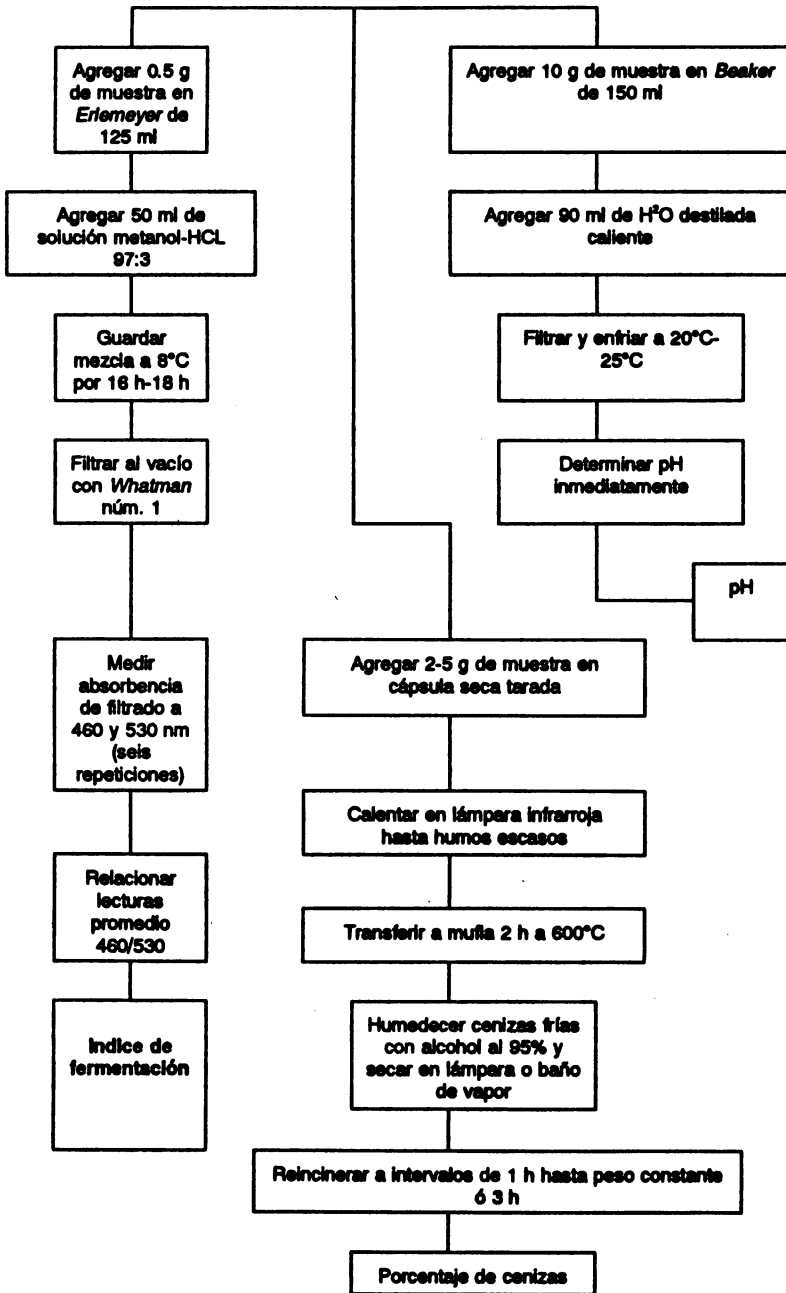 Agregar 0.5 g
de muestra en
Erlemeyer de
125 ml
Agregar 50 ml de
solución metanol-HCL
97:3
Guardar
mezcla a 8°C
por 16 h-18 h
Filtrar al vacío
con Whatman
núm. 1
Medir
absorbencia
de filtrado a
460 y 530 nm
(seis
repeticiones)
Relacionar
lecturas
promedio
460/530
Indice de
fermentación
Agregar 10 g de muestra en Beaker
de 150 ml
Agregar 90 ml de H²O destilada
caliente
Filtrar y enfriar a 20°C-
25°C
Determinar pH
inmediatamente
pH
Agregar 2-5 g de muestra en
cápsula seca tarada
Calentar en lámpara infrarroja
hasta humos escasos
Transferir a mufla 2 h a 600°C
Humedecer cenizas frías
con alcohol al 95% y
secar en lámpara o baño
de vapor
Reincinerar a intervalos de 1 h hasta peso constante
ó 3 h
Porcentaje de cenizas